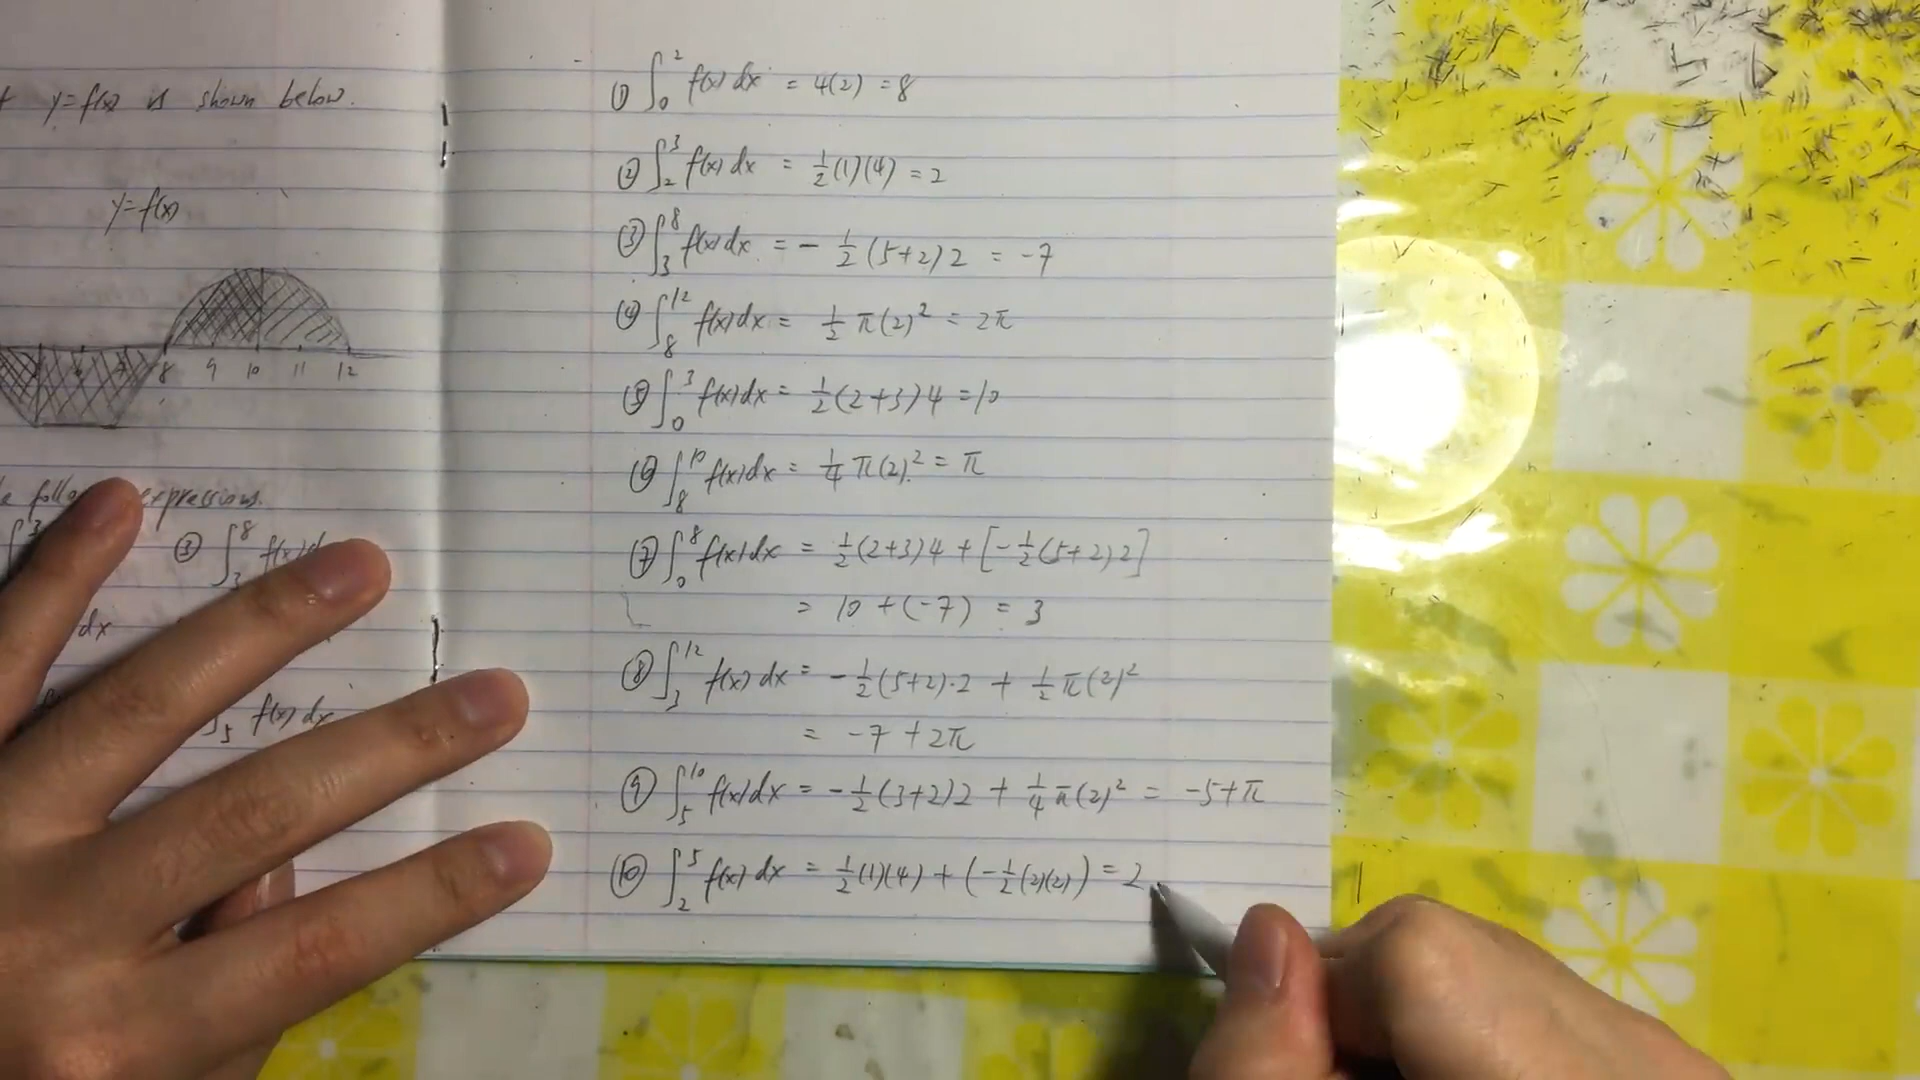 y=f(x) is shown below.
y=f(x)
8 9 10 11 12
expressions.
③ ∫₃⁸ f(x)
dx
₅ f(x) dx
① ∫₀² f(x) dx = 4(2) = 8
② ∫₂³ f(x) dx = 1/2 (1)(4) = 2
③ ∫₃⁸ f(x) dx = - 1/2 (5+2) 2 = -7
④ ∫₈¹² f(x) dx = 1/2 π(2)² = 2π
⑤ ∫₀³ f(x) dx = 1/2 (2+3) 4 = 10
⑥ ∫₈¹⁰ f(x) dx = 1/4 π(2)² = π
⑦ ∫₀⁸ f(x) dx = 1/2 (2+3) 4 + [- 1/2 (5+2) 2]
= 10 + (-7) = 3
⑧ ∫₃¹² f(x) dx = - 1/2 (5+2)·2 + 1/2 π(2)²
= -7 + 2π
⑨ ∫₅¹⁰ f(x) dx = - 1/2 (3+2) 2 + 1/4 π(2)² = -5+π
⑩ ∫₂⁵ f(x) dx = 1/2 (1)(4) + (- 1/2 (2)(2)) = 2